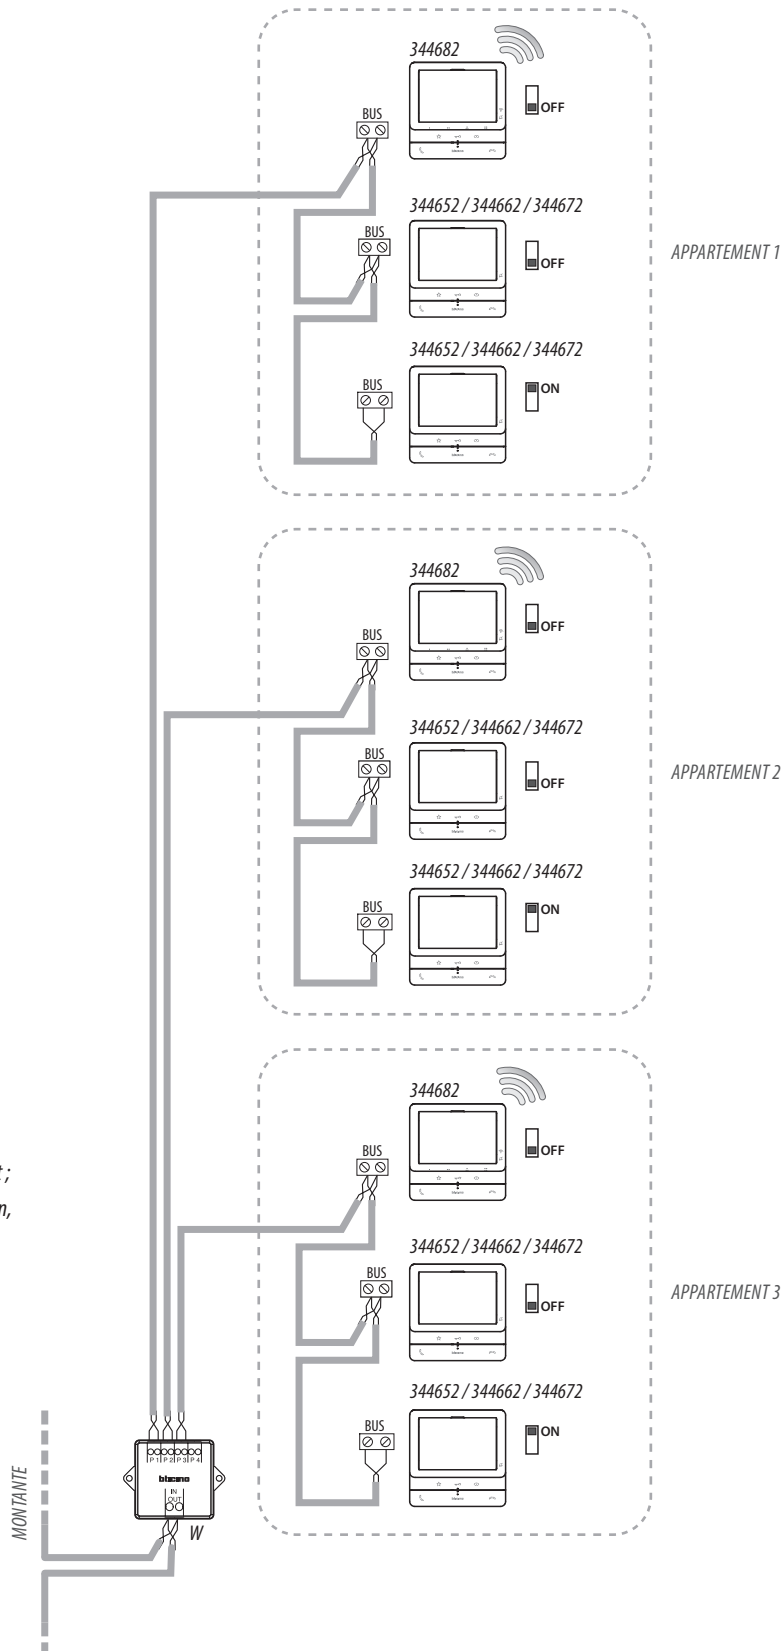 344682
BUS
OFF
344652 / 344662 / 344672
BUS
OFF
APPARTEMENT 1
344652 / 344662 / 344672
BUS
ON
344682
BUS
OFF
344652 / 344662 / 344672
BUS
OFF
APPARTEMENT 2
344652 / 344662 / 344672
BUS
ON
344682
BUS
OFF
344652 / 344662 / 344672
BUS
OFF
APPARTEMENT 3
344652 / 344662 / 344672
BUS
ON
t ;
n,
MONTANTE
P1 P2 P3 P4
bticino
IN
OUT
W